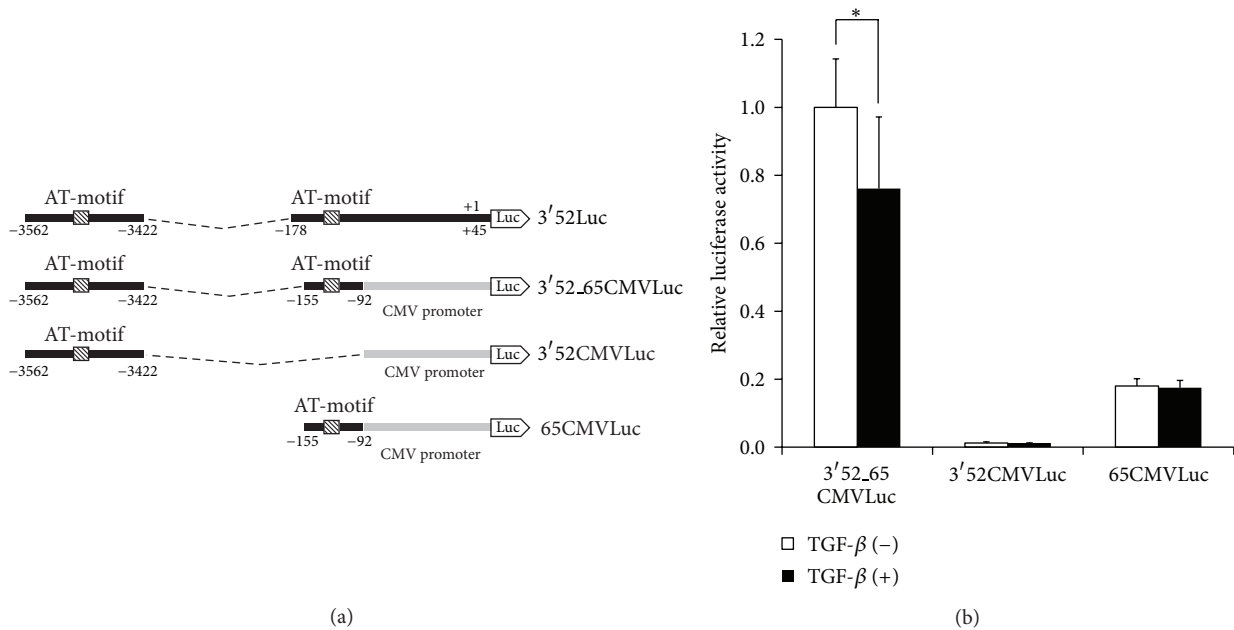 AT-motif AT-motif
+1
Luc 3′52Luc
−3562 −3422 −178 +45
AT-motif AT-motif
Luc 3′52_65CMVLuc
−3562 −3422 −155 −92
CMV promoter
AT-motif
Luc 3′52CMVLuc
−3562 −3422
CMV promoter
AT-motif
Luc 65CMVLuc
−155 −92
CMV promoter
(a)
*
Relative luciferase activity
1.2
1.0
0.8
0.6
0.4
0.2
0.0
3′52_65 3′52CMVLuc 65CMVLuc
CMVLuc
TGF-β (−)
TGF-β (+)
(b)